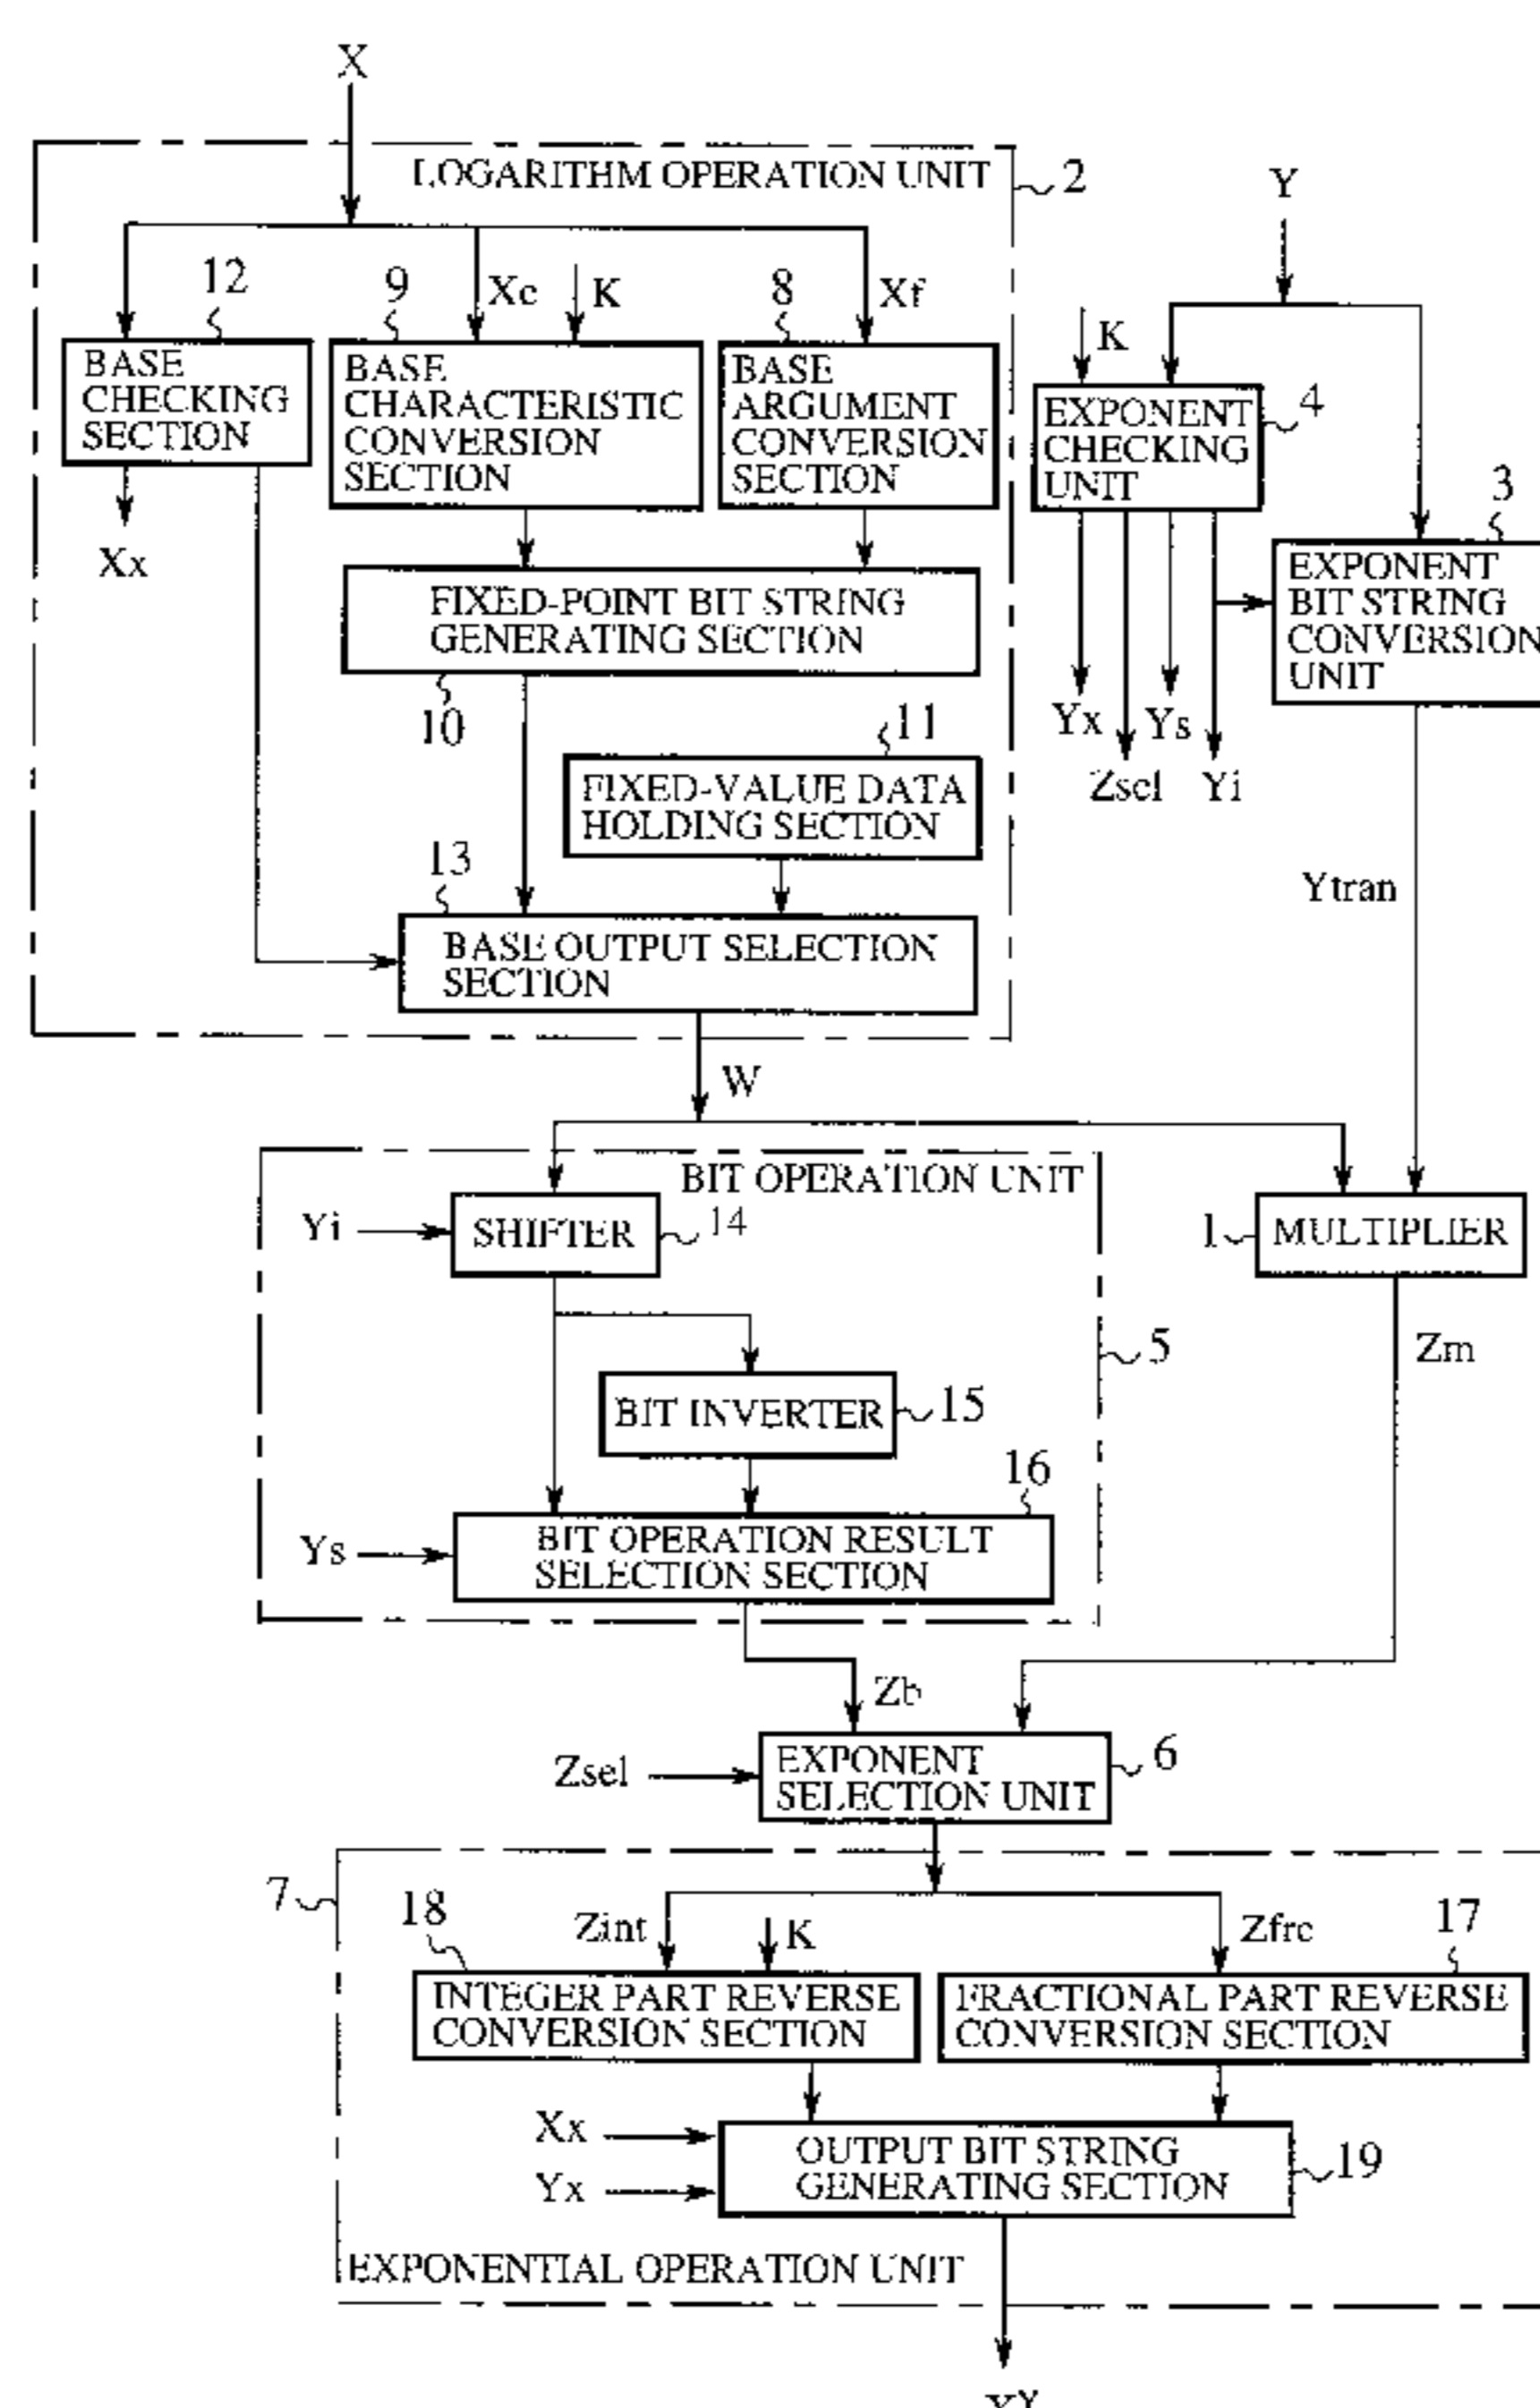 X
LOGARITHM OPERATION UNIT
2
Y
12
9
Xe
K
8
Xf
K
BASE
CHECKING
SECTION
BASE
CHARACTERISTIC
CONVERSION
SECTION
BASE
ARGUMENT
CONVERSION
SECTION
EXPONENT
CHECKING
UNIT
4
3
Xx
EXPONENT
BIT STRING
CONVERSION
UNIT
FIXED-POINT BIT STRING
GENERATING SECTION
10
11
Yx
Ys
Zsel
Yi
FIXED-VALUE DATA
HOLDING SECTION
13
Ytran
BASE OUTPUT SELECTION
SECTION
W
BIT OPERATION UNIT
Yi
SHIFTER
14
1
MULTIPLIER
5
Zm
BIT INVERTER
15
16
Ys
BIT OPERATION RESULT
SELECTION SECTION
Zb
Zsel
EXPONENT
SELECTION UNIT
6
7
18
Zint
K
Zfrc
17
INTEGER PART REVERSE
CONVERSION SECTION
FRACTIONAL PART REVERSE
CONVERSION SECTION
Xx
Yx
OUTPUT BIT STRING
GENERATING SECTION
19
EXPONENTIAL OPERATION UNIT
X^Y